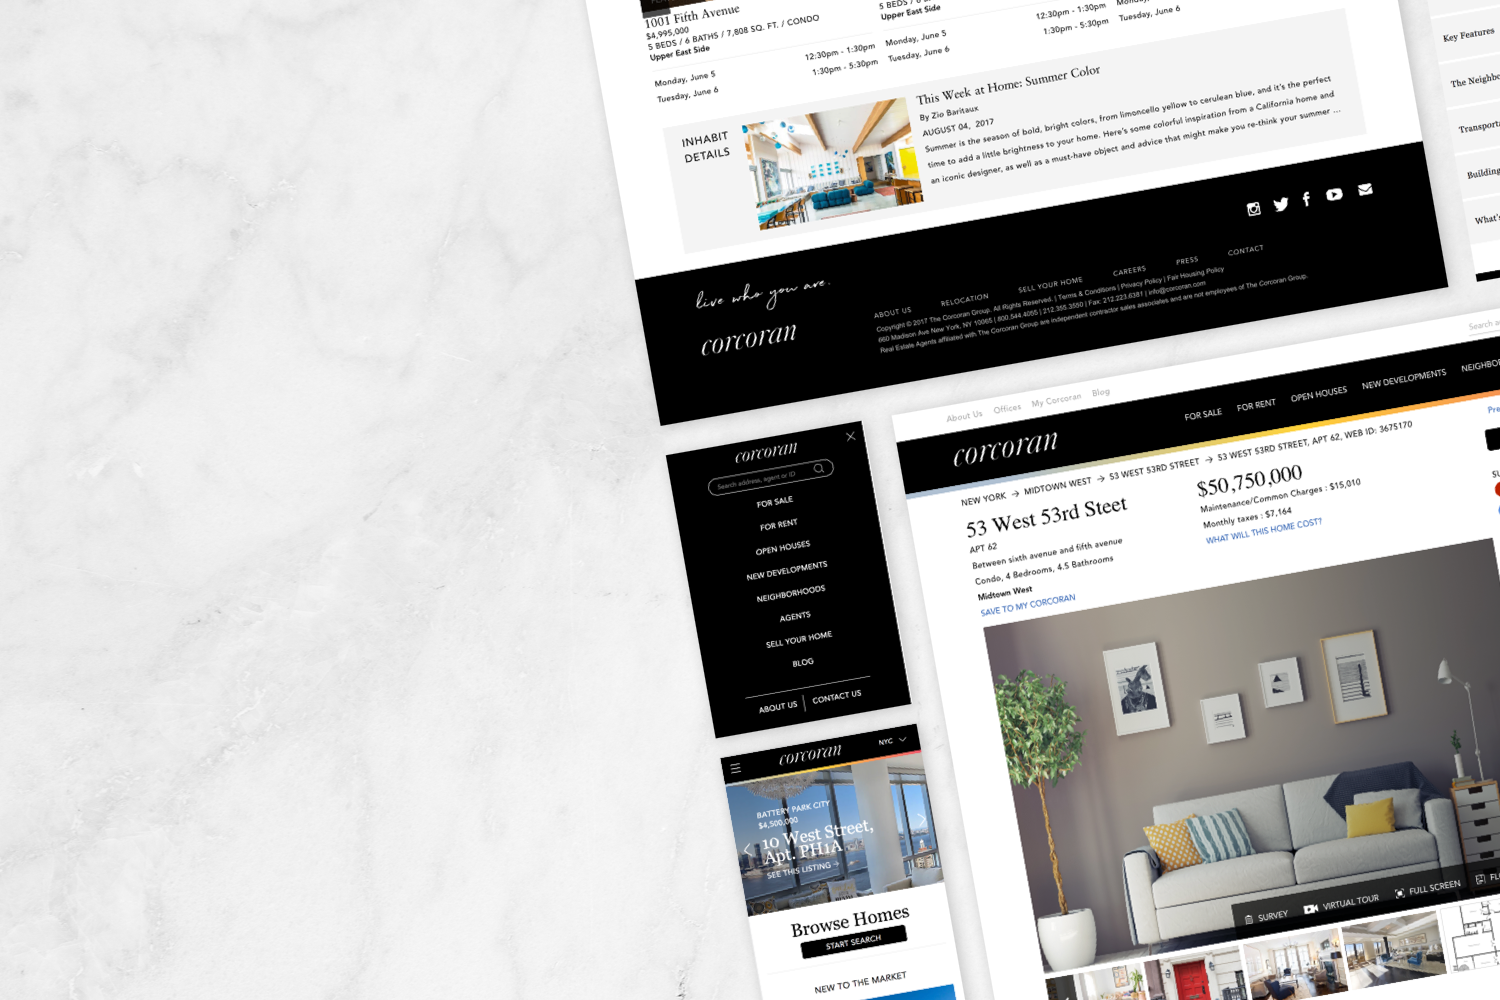 1001 Fifth Avenue
$4,995,000
5 BEDS / 6 BATHS / 7,808 SQ. FT. / CONDO
Upper East Side
Monday, June 5 12:30pm - 1:30pm
Tuesday, June 6 1:30pm - 5:30pm
Upper East Side
Monday, June 5 12:30pm - 1:30pm
Tuesday, June 6 1:30pm - 5:30pm
Tuesday, June 6
INHABIT
DETAILS
This Week at Home: Summer Color
By Zio Baritaux
AUGUST 04, 2017
Summer is the season of bold, bright colors, from limoncello yellow to cerulean blue, and it's the perfect
time to add a little brightness to your home. Here's some colorful inspiration from a California home and
an iconic designer, as well as a must-have object and advice that might make you re-think your summer ...
live who you are.
corcoran
ABOUT US RELOCATION SELL YOUR HOME CAREERS PRESS CONTACT
Copyright © 2017 The Corcoran Group. All Rights Reserved. | Terms & Conditions | Privacy Policy | Fair Housing Policy
660 Madison Ave New York, NY 10065 | 800.544.4055 | 212.355.3550 | Fax: 212.223.6381 | info@corcoran.com
Real Estate Agents affiliated with The Corcoran Group are independent contractor sales associates and are not employees of The Corcoran Group.
Key Features
The Neighbo
Transport
Building
What's
corcoran
Search address, agent or ID
FOR SALE
FOR RENT
OPEN HOUSES
NEW DEVELOPMENTS
NEIGHBORHOODS
AGENTS
SELL YOUR HOME
BLOG
ABOUT US | CONTACT US
corcoran NYC
BATTERY PARK CITY
$4,500,000
10 West Street,
Apt. PH1A
SEE THIS LISTING →
Browse Homes
START SEARCH
NEW TO THE MARKET
About Us Offices My Corcoran Blog
Search a
corcoran
FOR SALE FOR RENT OPEN HOUSES NEW DEVELOPMENTS NEIGHBOR
NEW YORK → MIDTOWN WEST → 53 WEST 53RD STREET → 53 WEST 53RD STREET, APT 62, WEB ID: 3675170
Pre
53 West 53rd Steet
APT 62
Between sixth avenue and fifth avenue
Condo, 4 Bedrooms, 4.5 Bathrooms
Midtown West
SAVE TO MY CORCORAN
$50,750,000
Maintenance/Common Charges : $15,010
Monthly taxes : $7,164
WHAT WILL THIS HOME COST?
SURVEY VIRTUAL TOUR FULL SCREEN FL